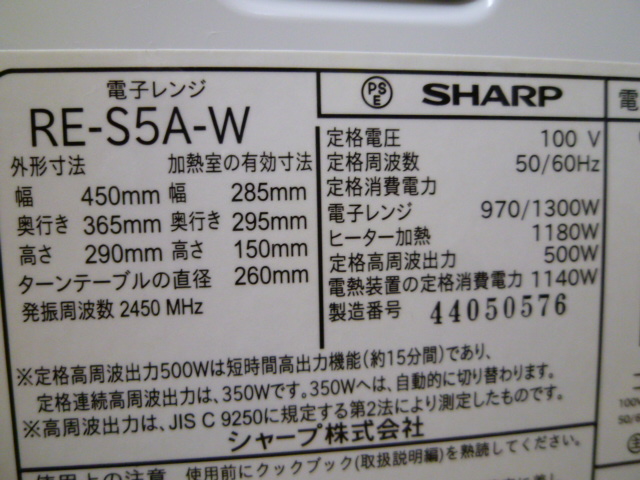 電子レンジ
RE-S5A-W
外形寸法 加熱室の有効寸法
幅 450mm 幅 285mm
奥行き 365mm 奥行き 295mm
高さ 290mm 高さ 150mm
ターンテーブルの直径 260mm
発振周波数 2450 MHz
PS
E SHARP
定格電圧 100 V
定格周波数 50/60Hz
定格消費電力
電子レンジ 970/1300W
ヒーター加熱 1180W
定格高周波出力 500W
電熱装置の定格消費電力 1140W
製造番号 44050576
※定格高周波出力500Wは短時間高出力機能(約15分間)であり、
定格連続高周波出力は、350Wです。350Wへは、自動的に切り替わります。
※高周波出力は、JIS C 9250に規定する第2法により測定したものです。
シャープ株式会社
使用上の注意 使用前にクックブック(取扱説明編)を熟読してください。
電
100V
50/6